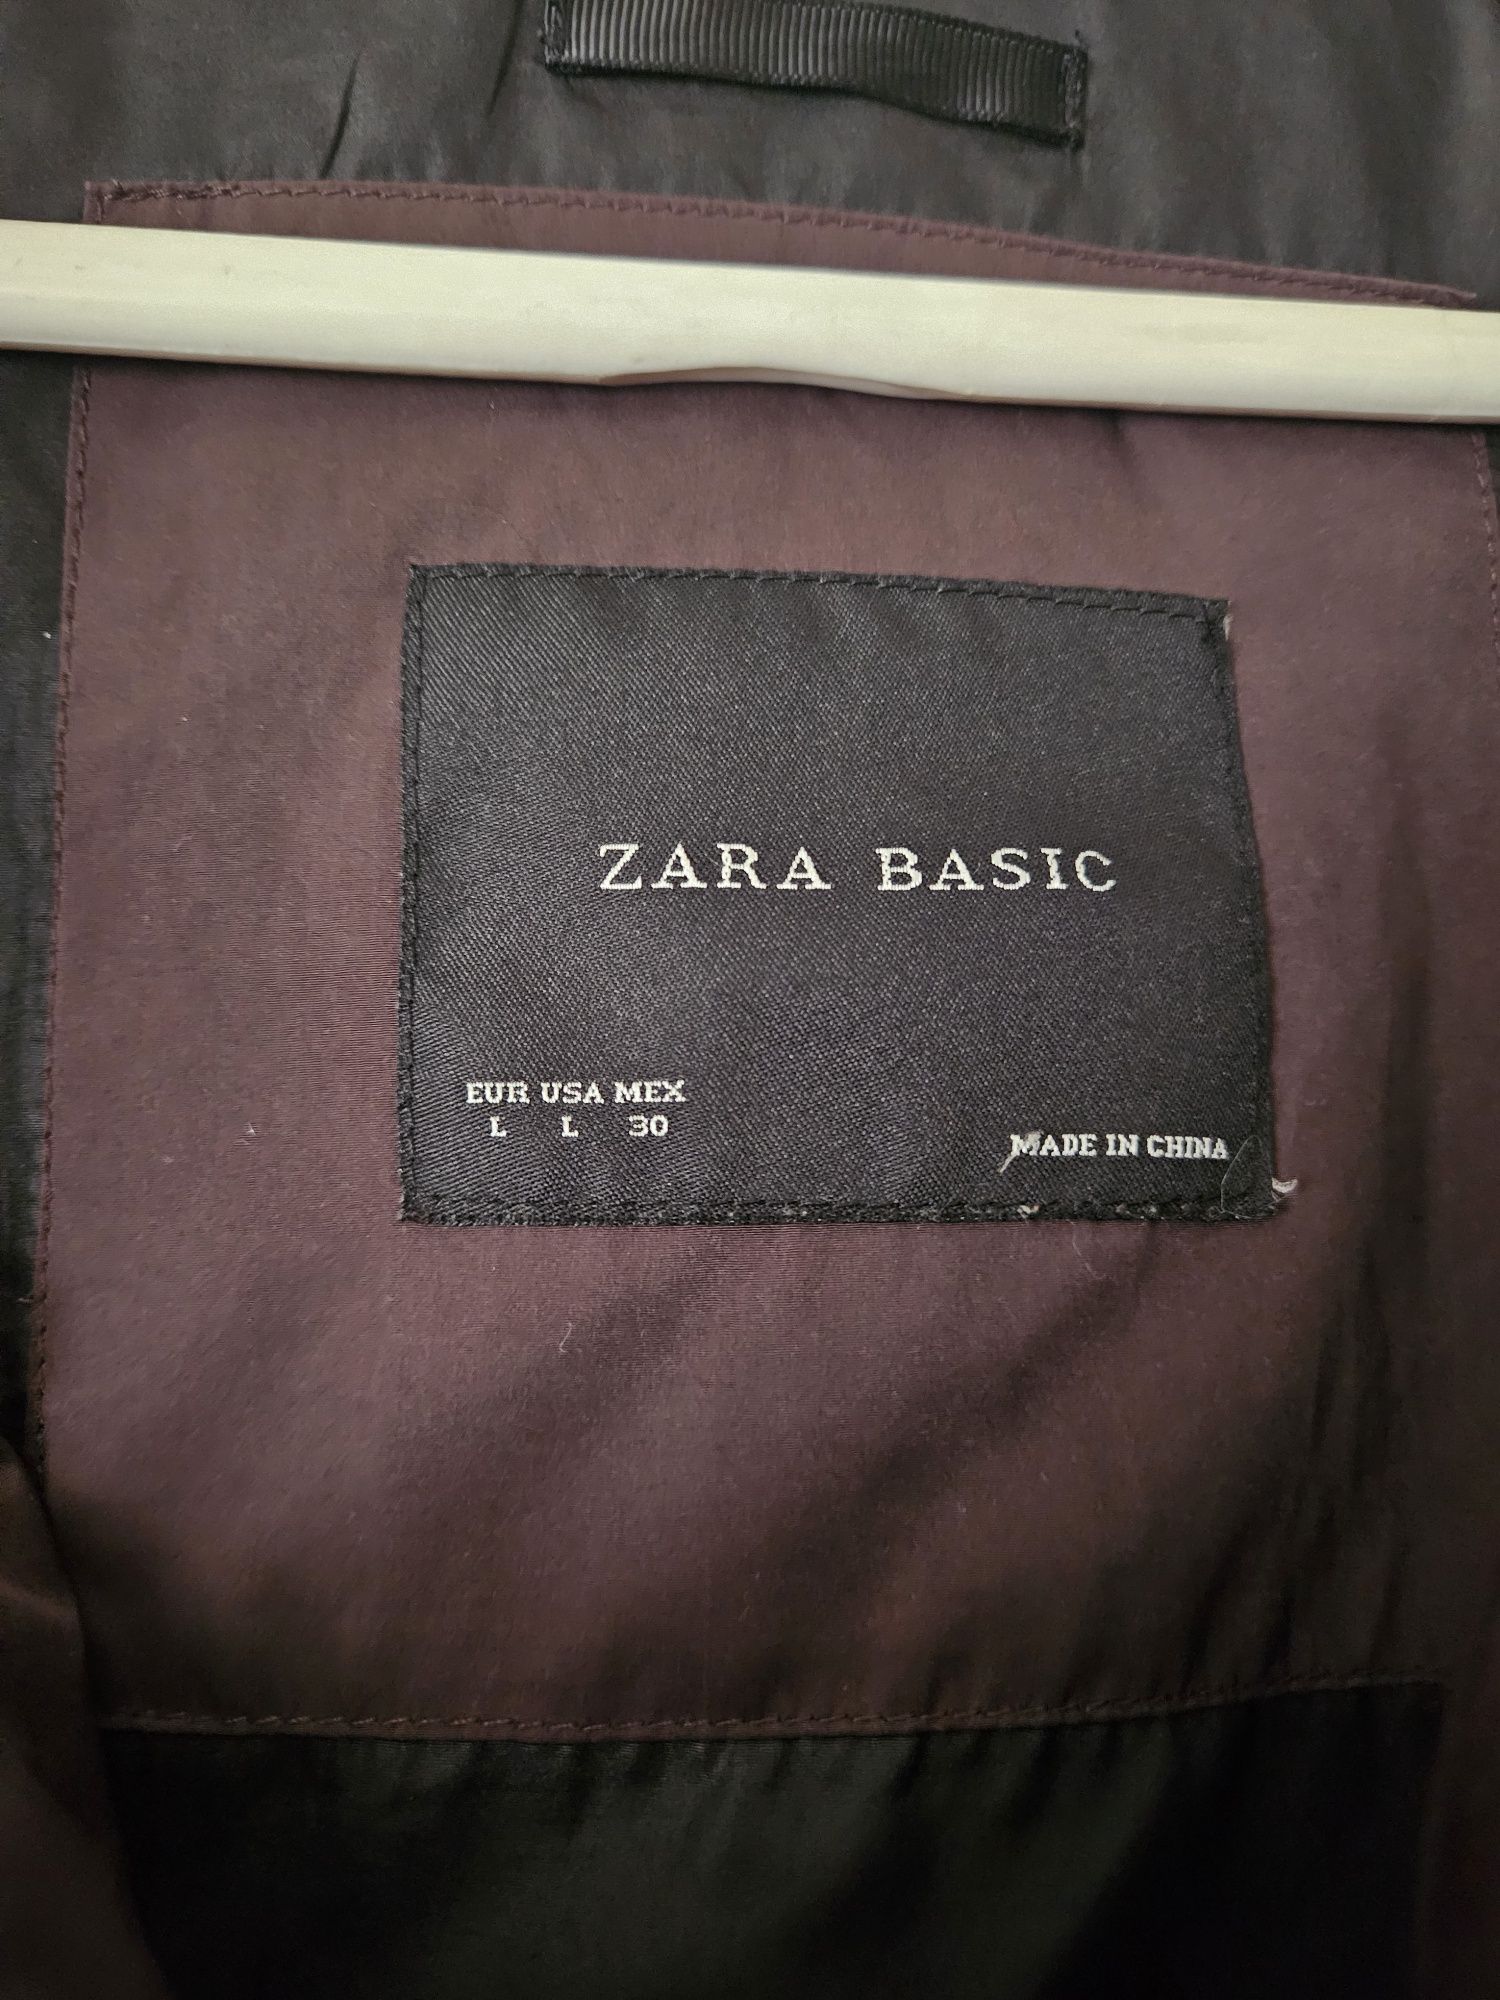 ZARA BASIC
EUR USA MEX
L L 30
MADE IN CHINA